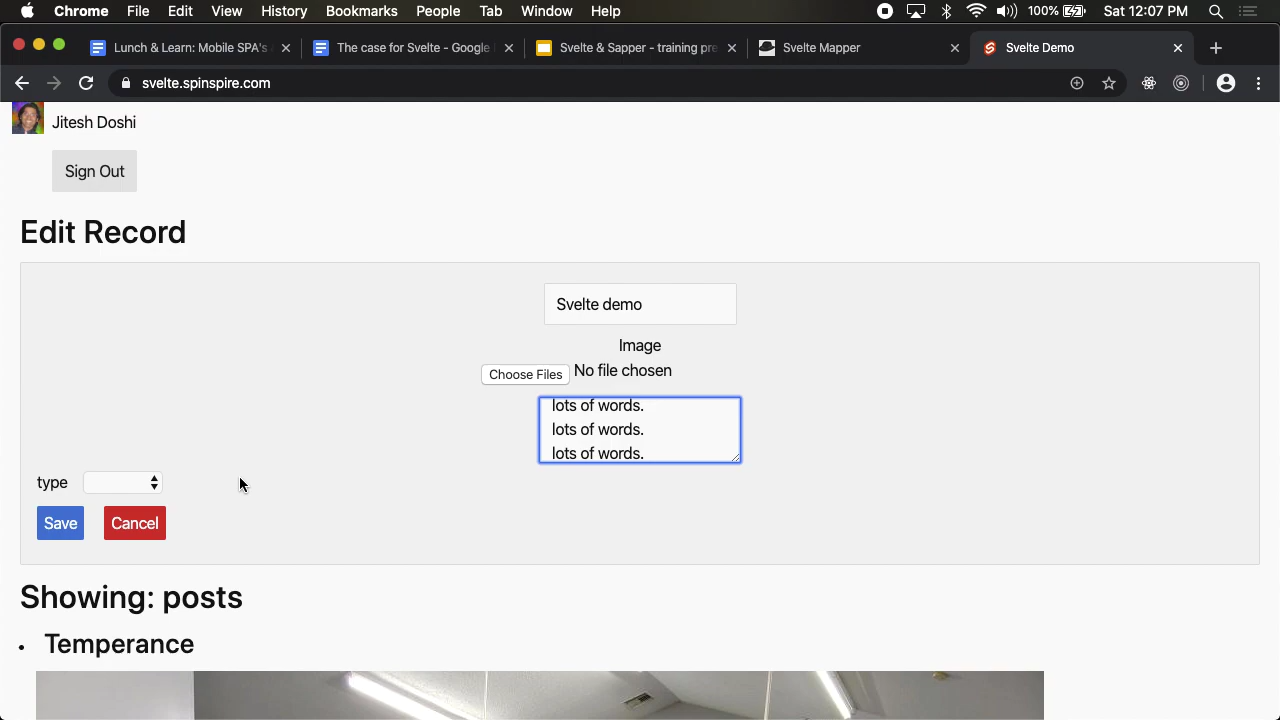 Chrome File Edit View History Bookmarks People Tab Window Help 100% Sat 12:07 PM
Lunch & Learn: Mobile SPA's The case for Svelte - Google Svelte & Sapper - training pre Svelte Mapper Svelte Demo
svelte.spinspire.com
Jitesh Doshi
Sign Out
Edit Record
Svelte demo
Image
Choose Files No file chosen
lots of words.
lots of words.
lots of words.
type
Save Cancel
Showing: posts
• Temperance